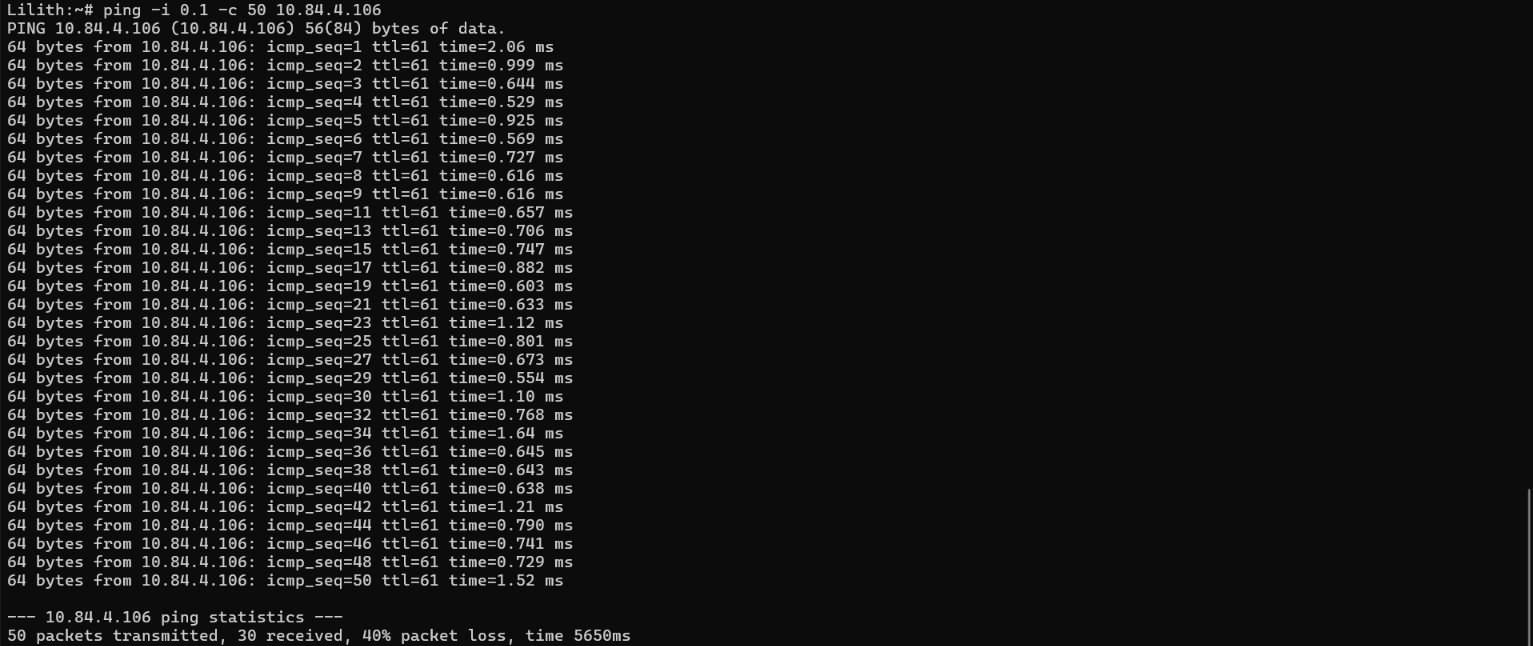 Lilith:~# ping -i 0.1 -c 50 10.84.4.106
PING 10.84.4.106 (10.84.4.106) 56(84) bytes of data.
64 bytes from 10.84.4.106: icmp_seq=1 ttl=61 time=2.06 ms
64 bytes from 10.84.4.106: icmp_seq=2 ttl=61 time=0.999 ms
64 bytes from 10.84.4.106: icmp_seq=3 ttl=61 time=0.644 ms
64 bytes from 10.84.4.106: icmp_seq=4 ttl=61 time=0.529 ms
64 bytes from 10.84.4.106: icmp_seq=5 ttl=61 time=0.925 ms
64 bytes from 10.84.4.106: icmp_seq=6 ttl=61 time=0.569 ms
64 bytes from 10.84.4.106: icmp_seq=7 ttl=61 time=0.727 ms
64 bytes from 10.84.4.106: icmp_seq=8 ttl=61 time=0.616 ms
64 bytes from 10.84.4.106: icmp_seq=9 ttl=61 time=0.616 ms
64 bytes from 10.84.4.106: icmp_seq=11 ttl=61 time=0.657 ms
64 bytes from 10.84.4.106: icmp_seq=13 ttl=61 time=0.706 ms
64 bytes from 10.84.4.106: icmp_seq=15 ttl=61 time=0.747 ms
64 bytes from 10.84.4.106: icmp_seq=17 ttl=61 time=0.882 ms
64 bytes from 10.84.4.106: icmp_seq=19 ttl=61 time=0.603 ms
64 bytes from 10.84.4.106: icmp_seq=21 ttl=61 time=0.633 ms
64 bytes from 10.84.4.106: icmp_seq=23 ttl=61 time=1.12 ms
64 bytes from 10.84.4.106: icmp_seq=25 ttl=61 time=0.801 ms
64 bytes from 10.84.4.106: icmp_seq=27 ttl=61 time=0.673 ms
64 bytes from 10.84.4.106: icmp_seq=29 ttl=61 time=0.554 ms
64 bytes from 10.84.4.106: icmp_seq=30 ttl=61 time=1.10 ms
64 bytes from 10.84.4.106: icmp_seq=32 ttl=61 time=0.768 ms
64 bytes from 10.84.4.106: icmp_seq=34 ttl=61 time=1.64 ms
64 bytes from 10.84.4.106: icmp_seq=36 ttl=61 time=0.645 ms
64 bytes from 10.84.4.106: icmp_seq=38 ttl=61 time=0.643 ms
64 bytes from 10.84.4.106: icmp_seq=40 ttl=61 time=0.638 ms
64 bytes from 10.84.4.106: icmp_seq=42 ttl=61 time=1.21 ms
64 bytes from 10.84.4.106: icmp_seq=44 ttl=61 time=0.790 ms
64 bytes from 10.84.4.106: icmp_seq=46 ttl=61 time=0.741 ms
64 bytes from 10.84.4.106: icmp_seq=48 ttl=61 time=0.729 ms
64 bytes from 10.84.4.106: icmp_seq=50 ttl=61 time=1.52 ms
--- 10.84.4.106 ping statistics ---
50 packets transmitted, 30 received, 40% packet loss, time 5650ms